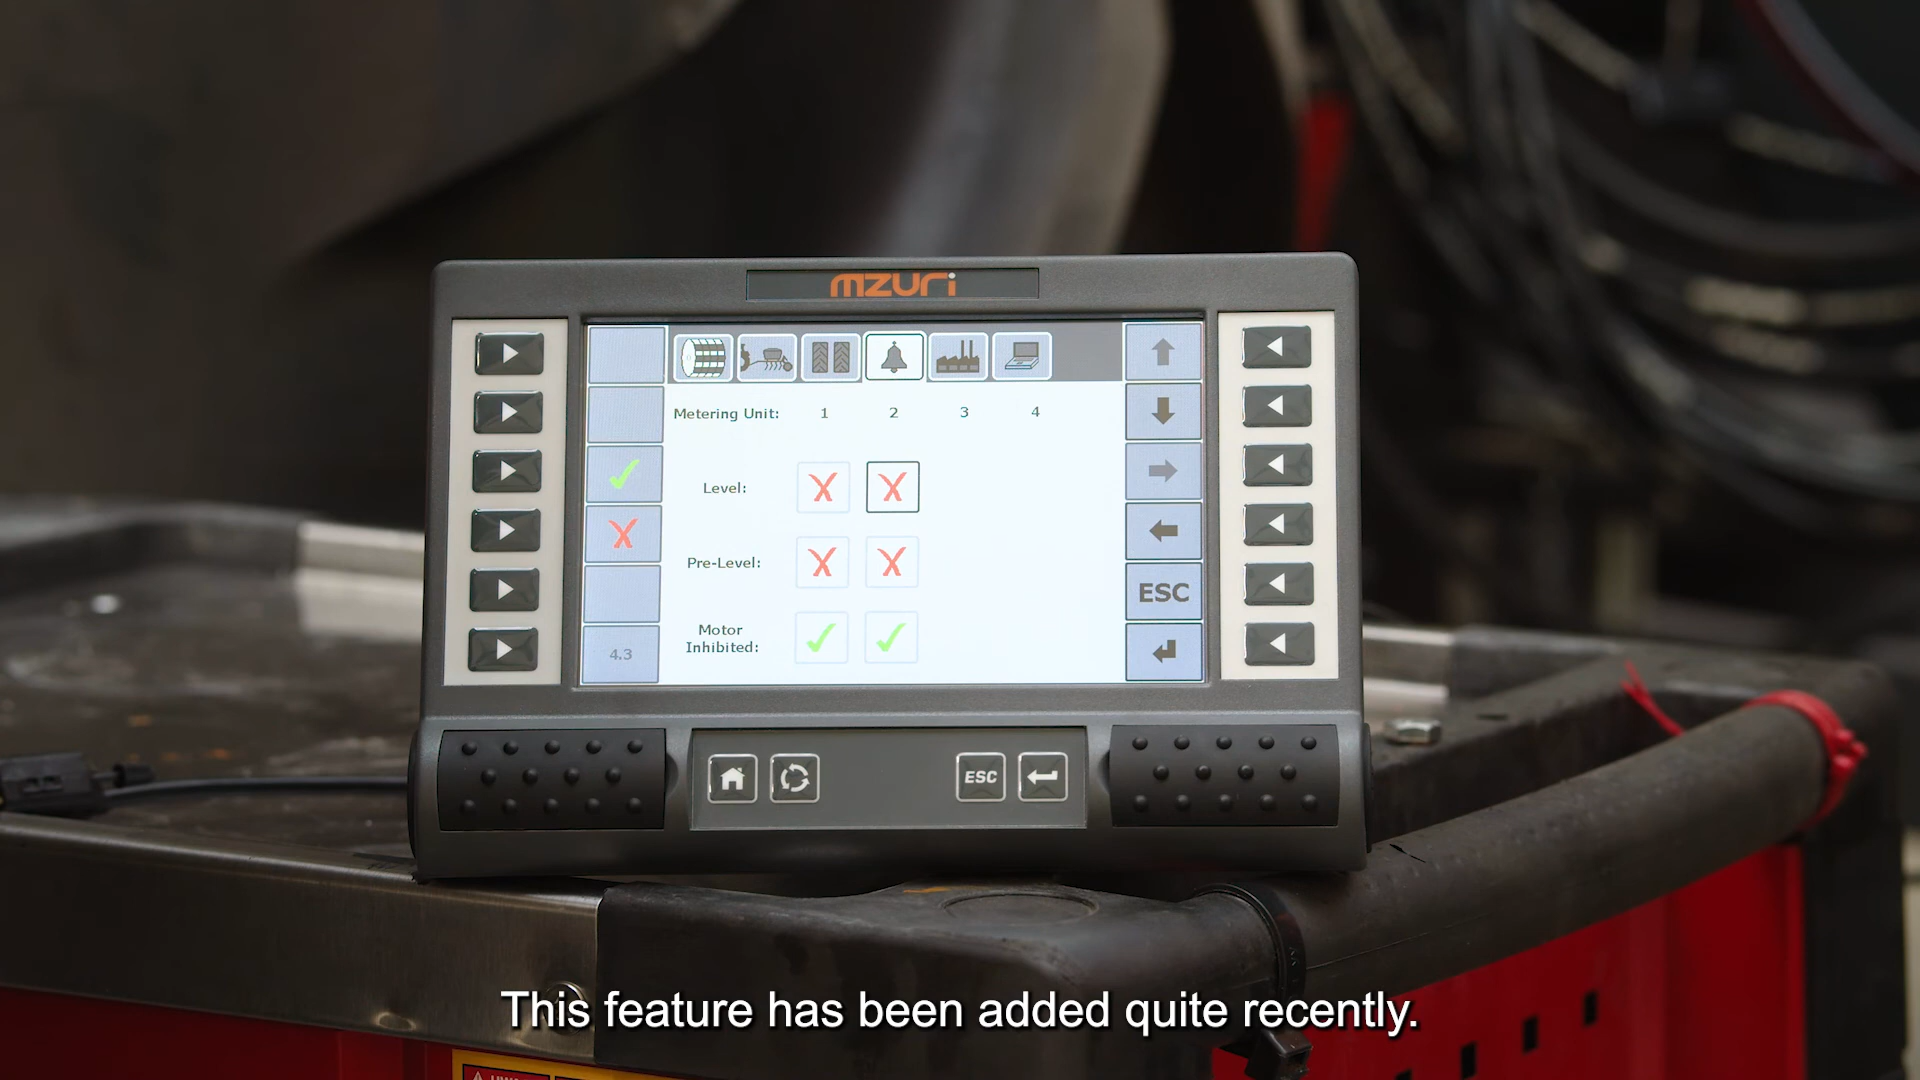 mzuri
Metering Unit: 1 2 3 4
Level: X X
Pre-Level: X X
Motor
Inhibited:
ESC
4.3
ESC
This feature has been added quite recently.